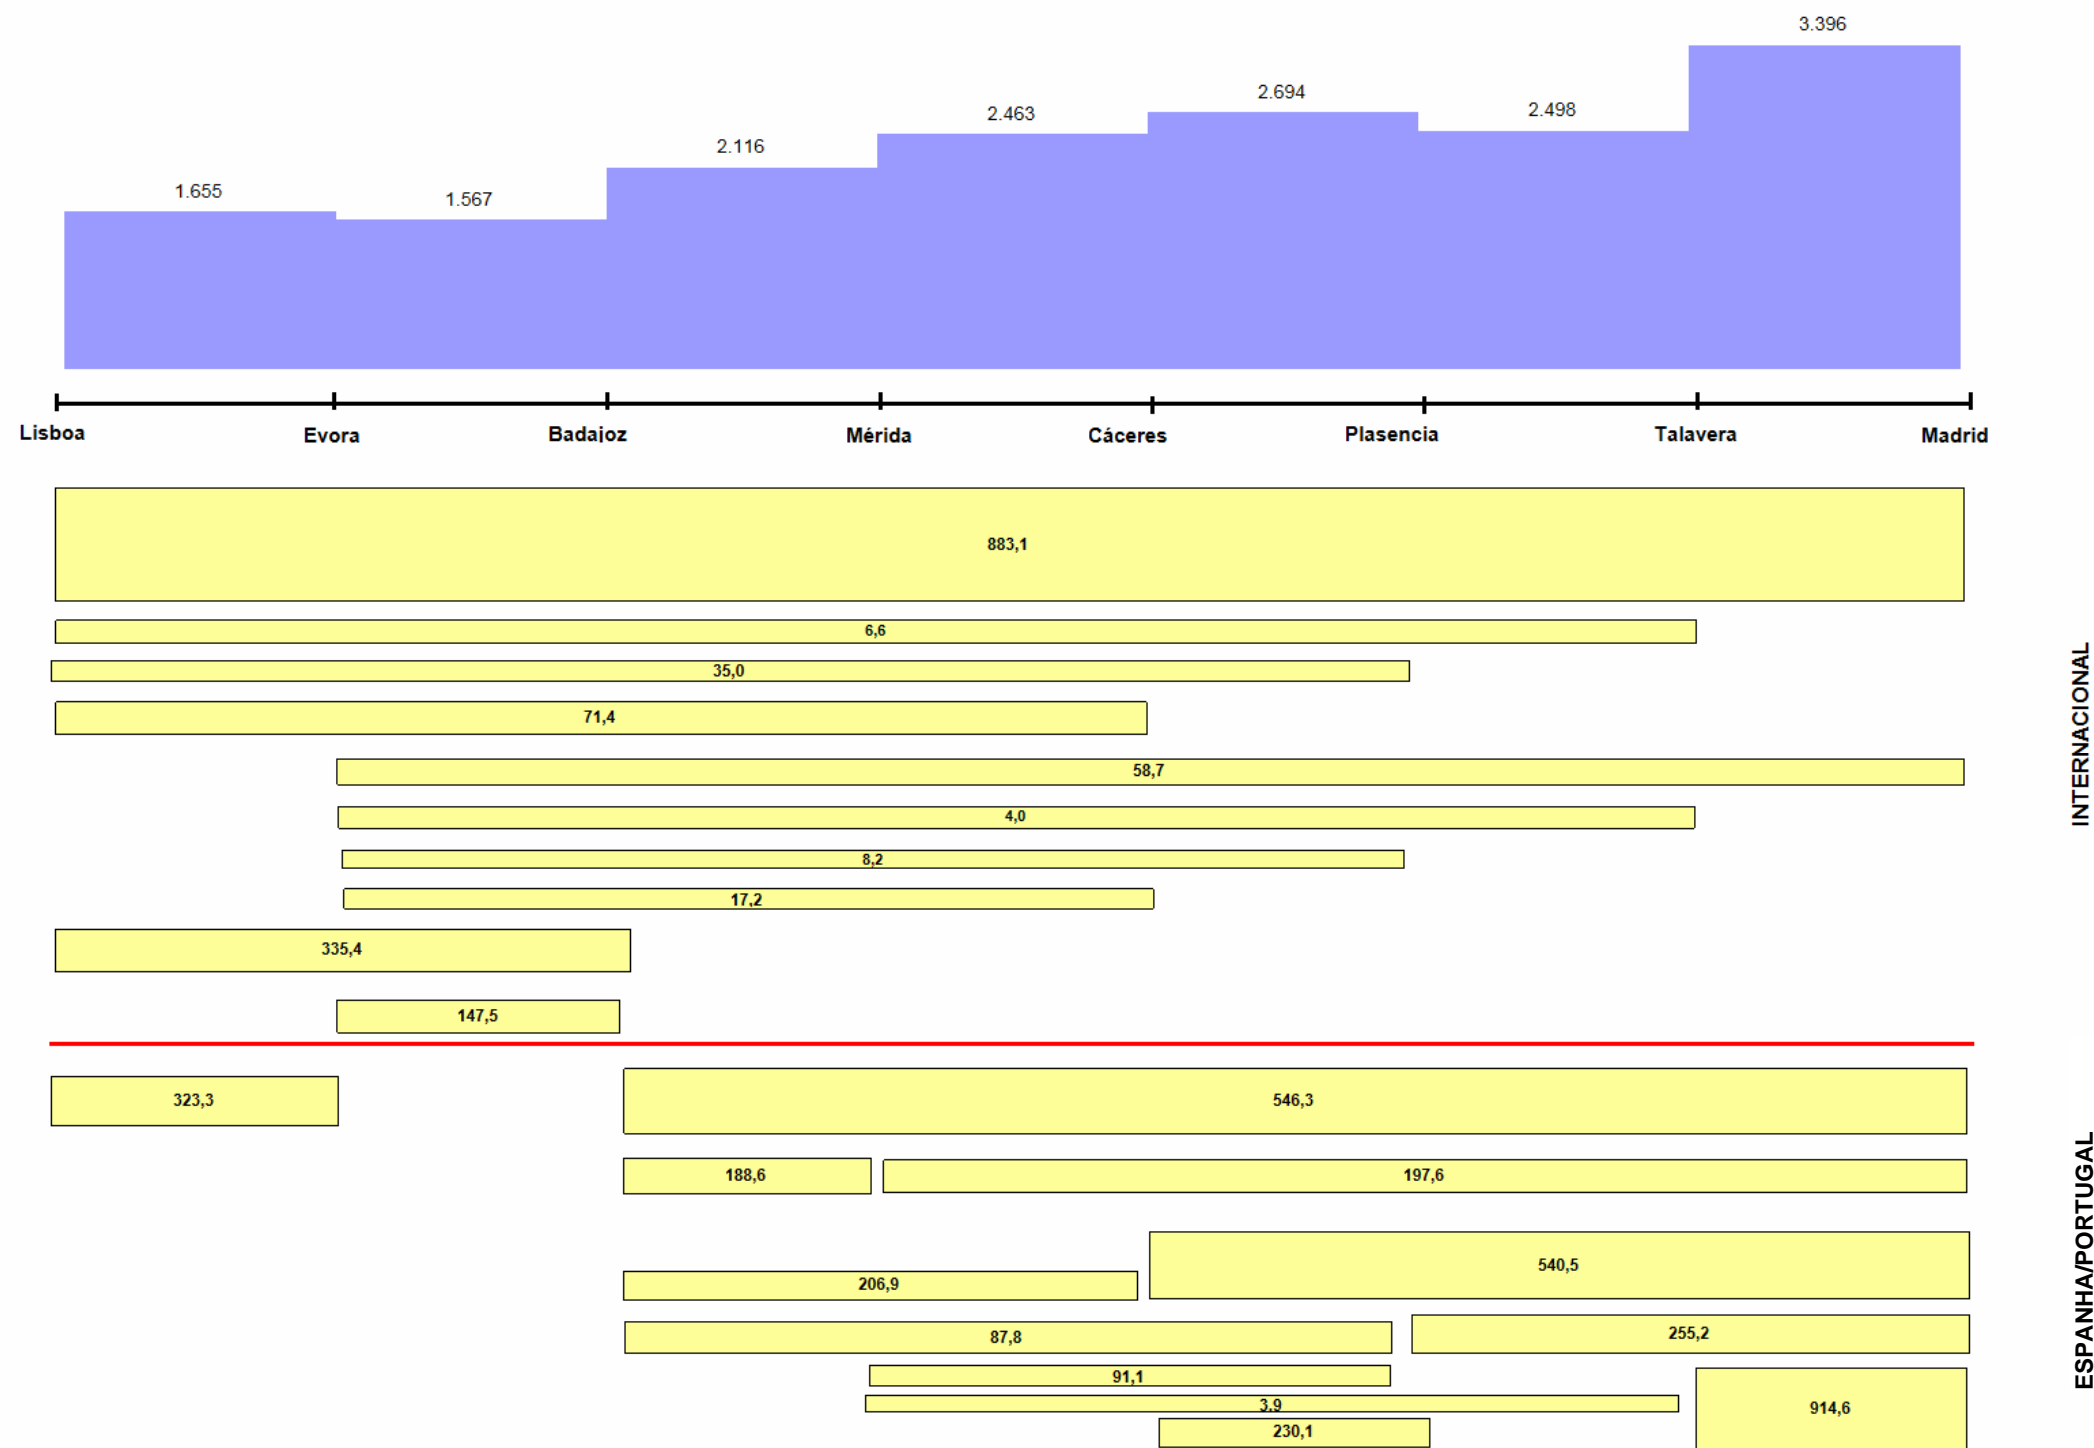 3.396
2.694
2.498
2.463
2.116
1.655
1.567
Lisboa
Evora
Badajoz
Mérida
Cáceres
Plasencia
Talavera
Madrid
883,1
6,6
35,0
71,4
58,7
4,0
8,2
17,2
335,4
147,5
INTERNACIONAL
323,3
546,3
188,6
197,6
540,5
206,9
87,8
255,2
91,1
3,9
914,6
230,1
ESPANHA/PORTUGAL